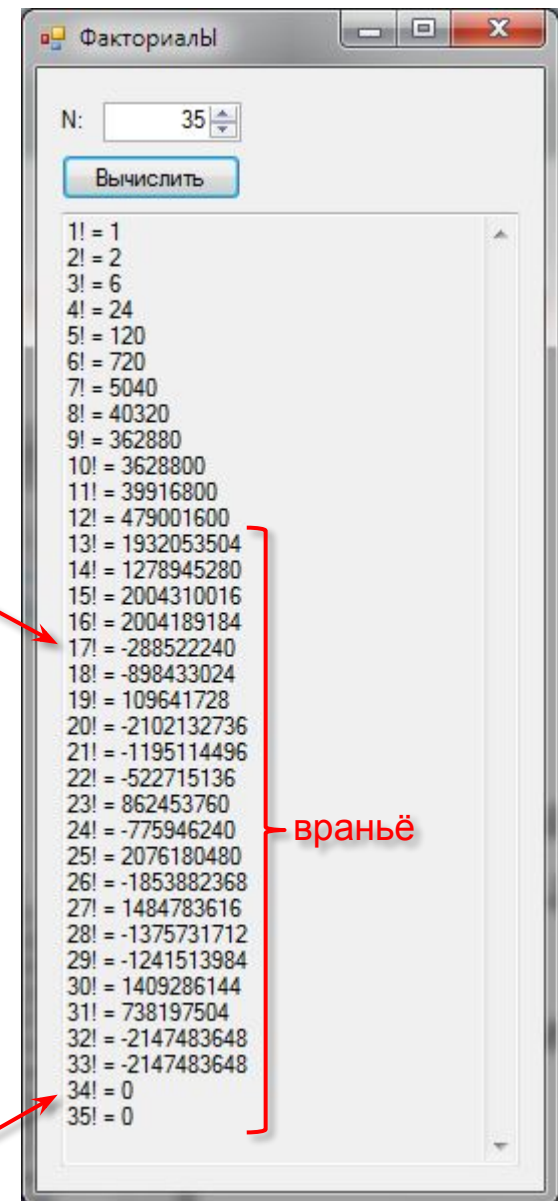 ФакториалЫ
N: 35
Вычислить
1! = 1
2! = 2
3! = 6
4! = 24
5! = 120
6! = 720
7! = 5040
8! = 40320
9! = 362880
10! = 3628800
11! = 39916800
12! = 479001600
13! = 1932053504
14! = 1278945280
15! = 2004310016
16! = 2004189184
17! = -288522240
18! = -898433024
19! = 109641728
20! = -2102132736
21! = -1195114496
22! = -522715136
23! = 862453760
24! = -775946240
враньё
25! = 2076180480
26! = -1853882368
27! = 1484783616
28! = -1375731712
29! = -1241513984
30! = 1409286144
31! = 738197504
32! = -2147483648
33! = -2147483648
34! = 0
35! = 0